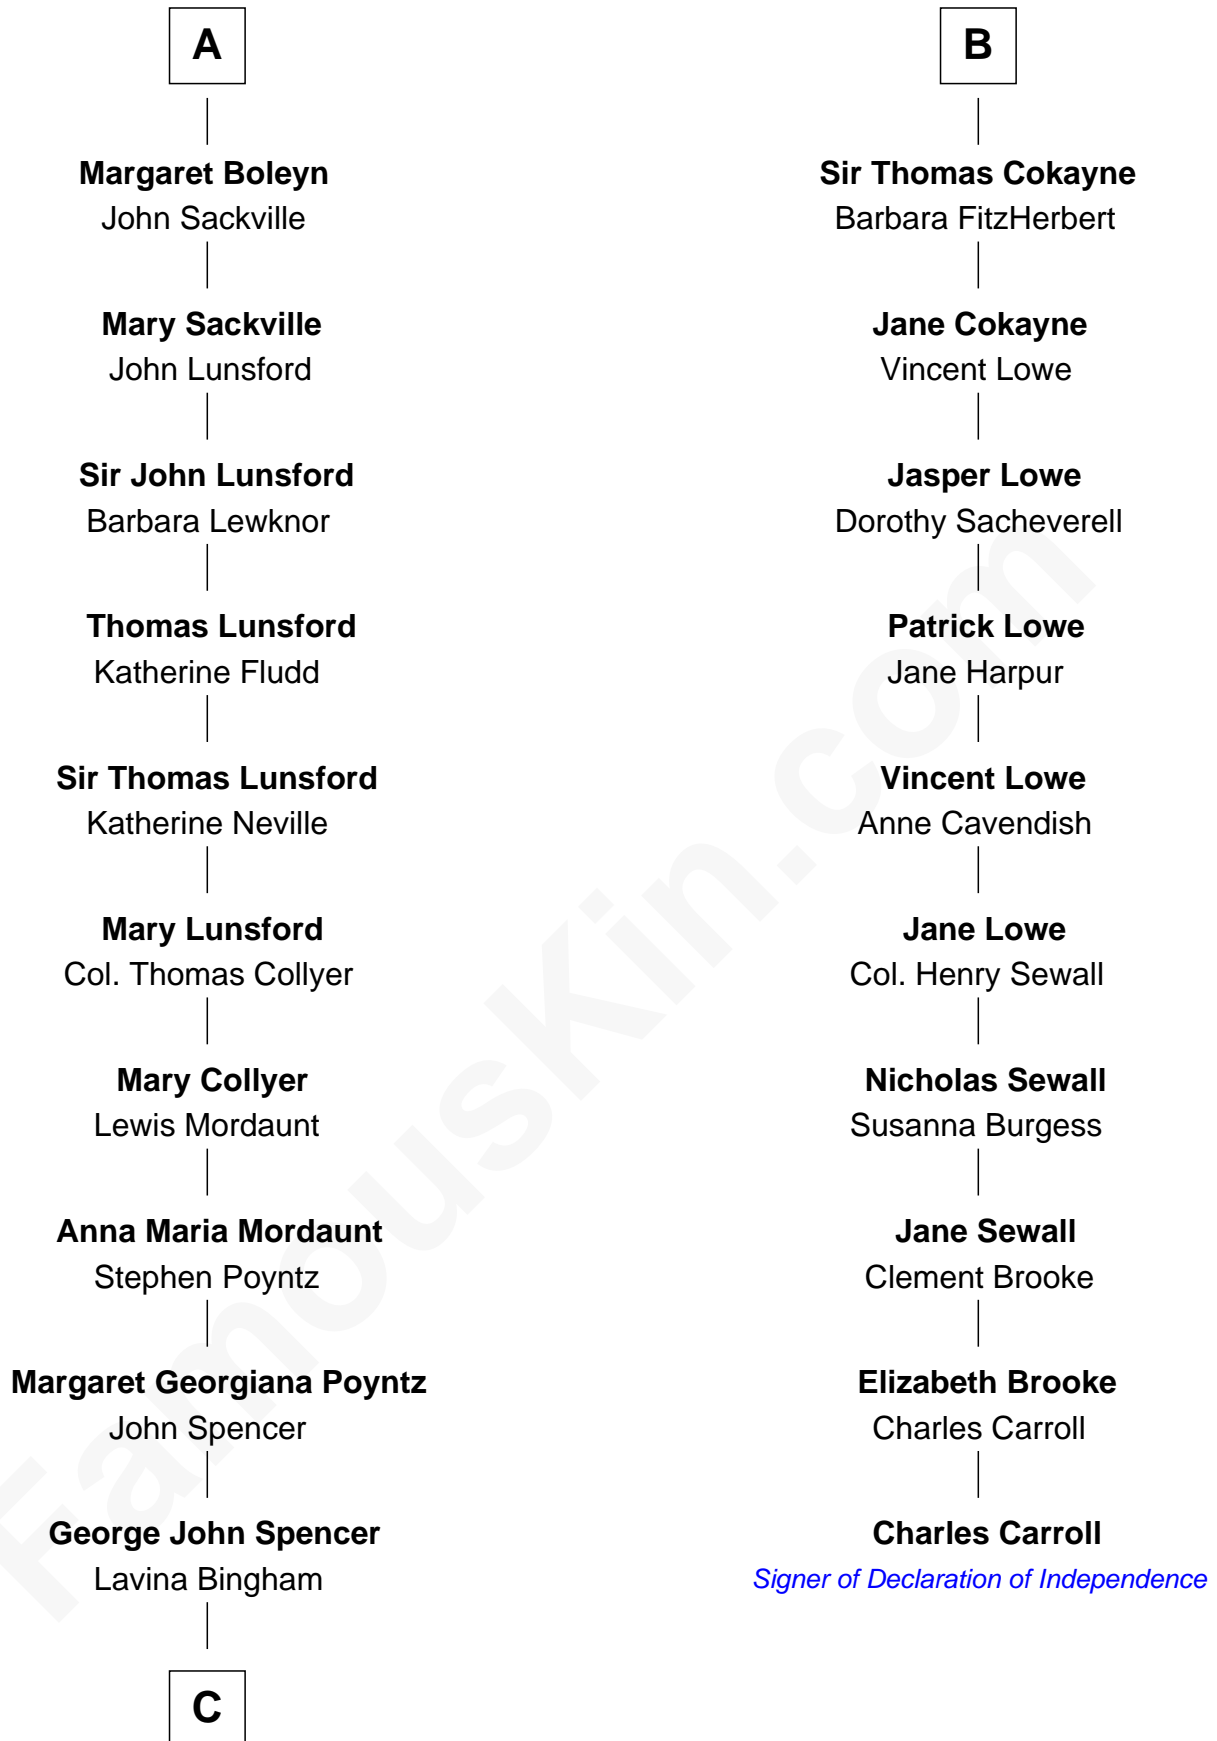 A
Margaret Boleyn
John Sackville
Mary Sackville
John Lunsford
Sir John Lunsford
Barbara Lewknor
Thomas Lunsford
Katherine Fludd
Sir Thomas Lunsford
Katherine Neville
Mary Lunsford
Col. Thomas Collyer
Mary Collyer
Lewis Mordaunt
Anna Maria Mordaunt
Stephen Poyntz
Margaret Georgiana Poyntz
John Spencer
George John Spencer
Lavina Bingham
C
B
Sir Thomas Cokayne
Barbara FitzHerbert
Jane Cokayne
Vincent Lowe
Jasper Lowe
Dorothy Sacheverell
Patrick Lowe
Jane Harpur
Vincent Lowe
Anne Cavendish
Jane Lowe
Col. Henry Sewall
Nicholas Sewall
Susanna Burgess
Jane Sewall
Clement Brooke
Elizabeth Brooke
Charles Carroll
Charles Carroll
Signer of Declaration of Independence
FamousKin.com